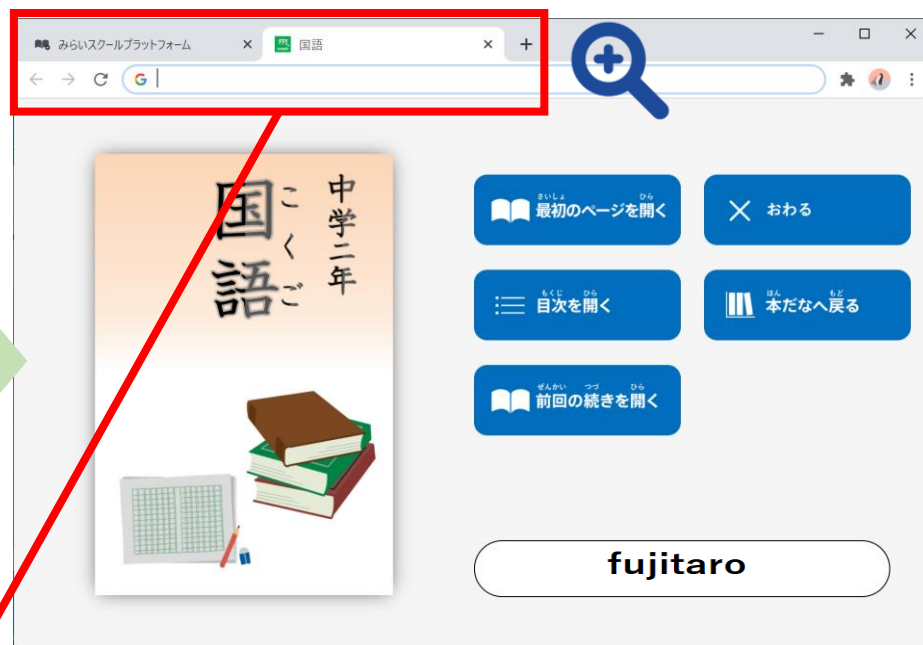 みらいスクールプラットフォーム
国語
中学二年
国語
こくご
さいしょ ひら
最初のページを開く
おわる
もくじ ひら
目次を開く
ほん もど
本だなへ戻る
ぜんかい つづ ひら
前回の続きを開く
fujitaro